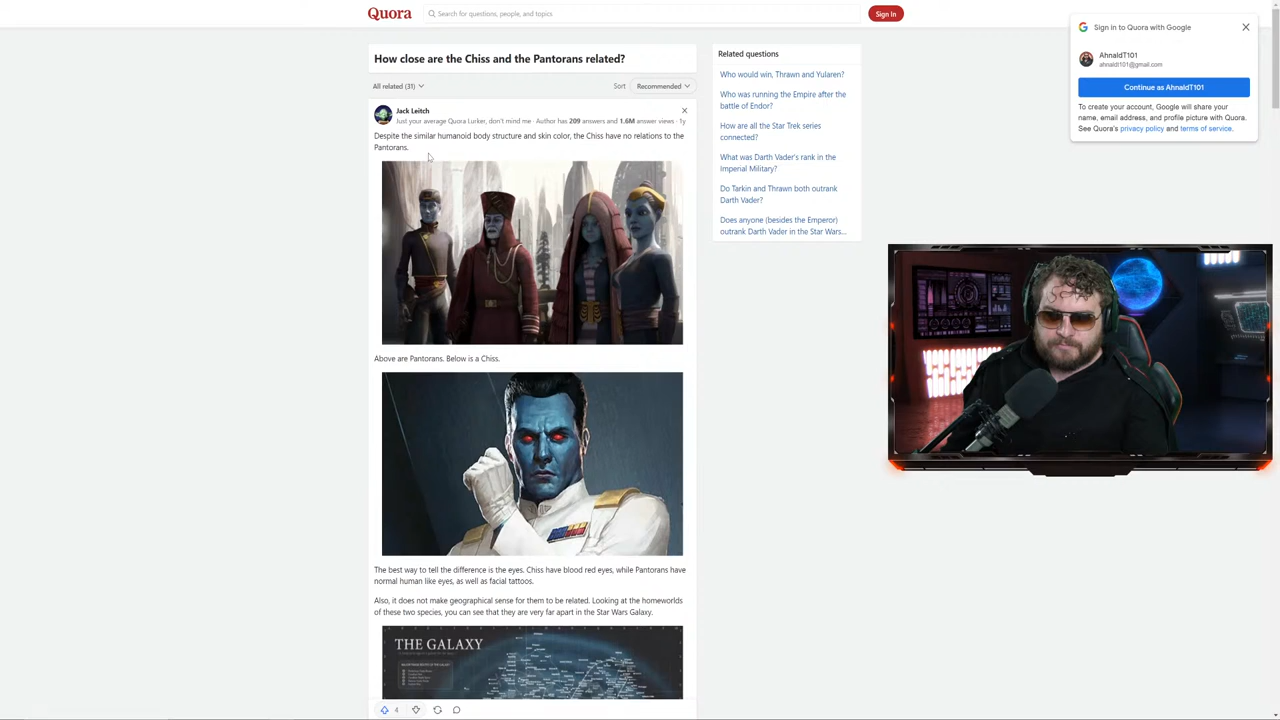 Quora
Search for questions, people, and topics
Sign In
How close are the Chiss and the Pantorans related?
All related (31)
Sort
Recommended
Jack Leitch
Just your average Quora Lurker, don't mind me · Author has 209 answers and 1.6M answer views · 1y
Despite the similar humanoid body structure and skin color, the Chiss have no relations to the
Pantorans.
Above are Pantorans. Below is a Chiss.
The best way to tell the difference is the eyes. Chiss have blood red eyes, while Pantorans have
normal human like eyes, as well as facial tattoos.
Also, it does not make geographical sense for them to be related. Looking at the homeworlds
of these two species, you can see that they are very far apart in the Star Wars Galaxy.
THE GALAXY
4
Related questions
Who would win, Thrawn and Yularen?
Who was running the Empire after the
battle of Endor?
How are all the Star Trek series
connected?
What was Darth Vader's rank in the
Imperial Military?
Do Tarkin and Thrawn both outrank
Darth Vader?
Does anyone (besides the Emperor)
outrank Darth Vader in the Star Wars...
Sign in to Quora with Google
AhnaldT101
ahnaldt101@gmail.com
Continue as AhnaldT101
To create your account, Google will share your
name, email address, and profile picture with Quora.
See Quora's privacy policy and terms of service.